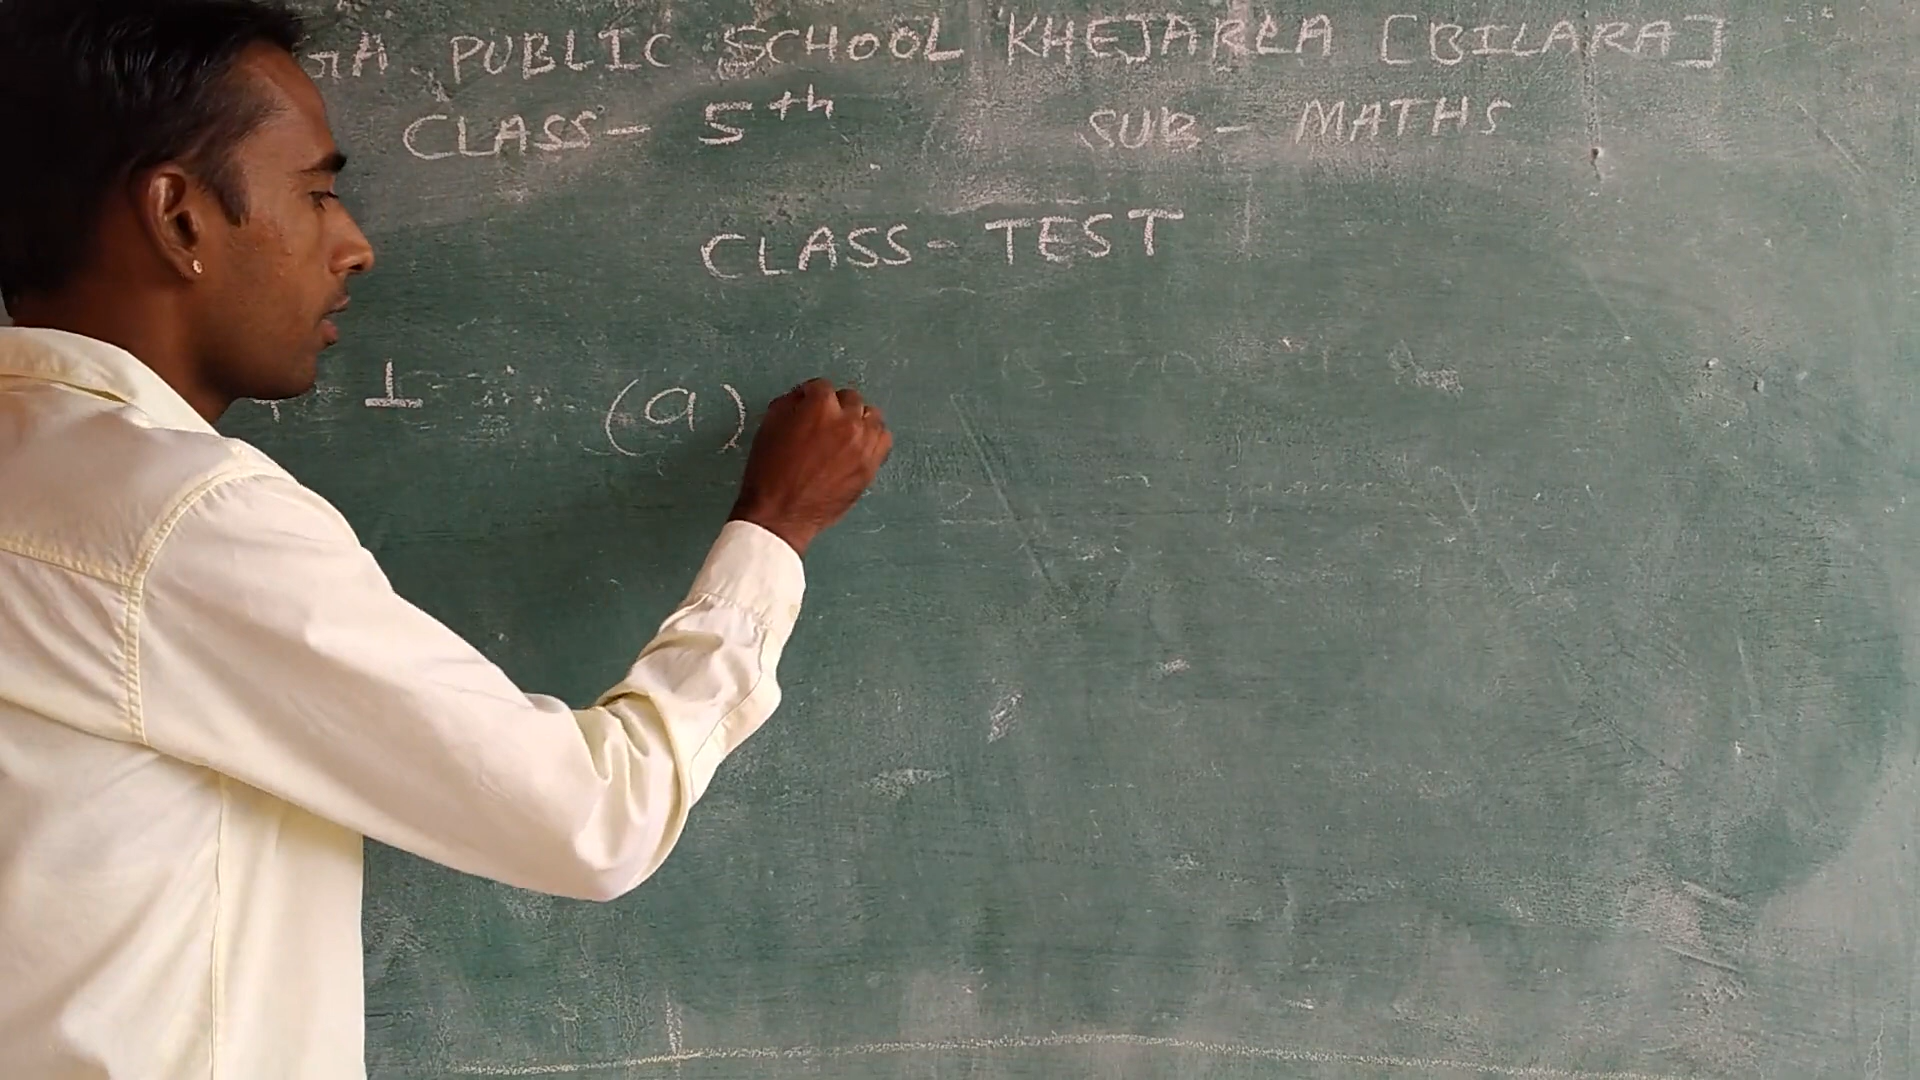 PUBLIC SCHOOL KHEJARLA [BILARA]
CLASS- 5th SUB- MATHS
CLASS-TEST
1 (a)